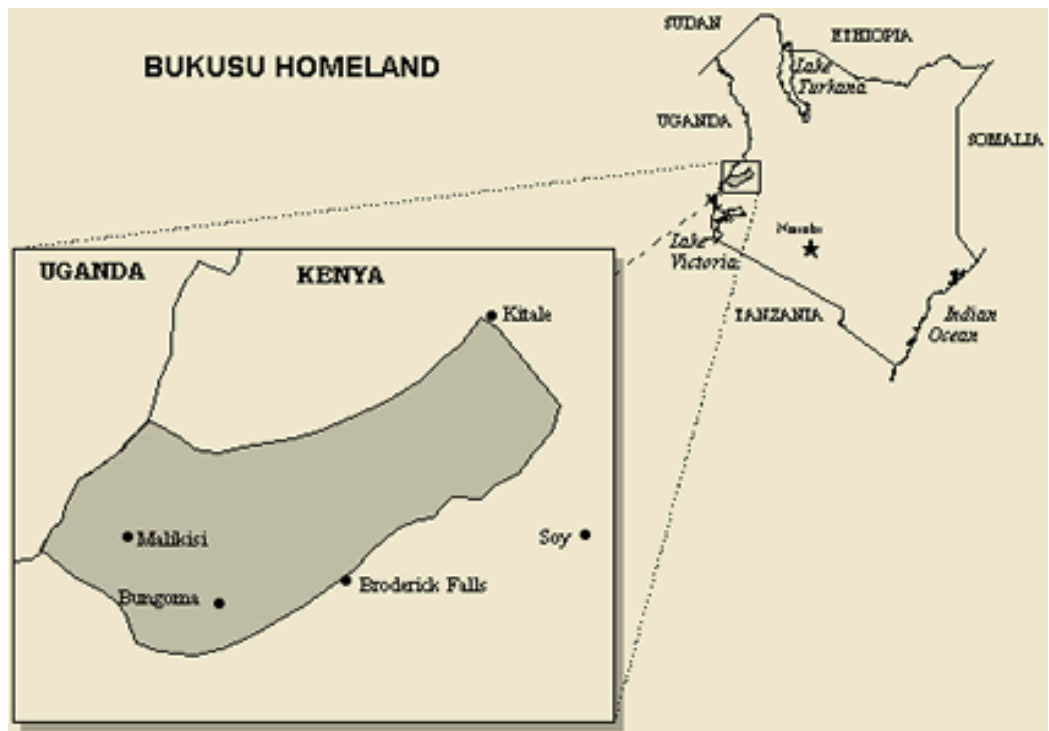 BUKUSU HOMELAND
SUDAN
ETHIOPIA
Lake
Turkana
UGANDA
SOMALIA
Nairobi
Lake
Victoria
TANZANIA
Indian
Ocean
UGANDA
KENYA
Kitale
Malikisi
Soy
Bungoma
Broderick Falls